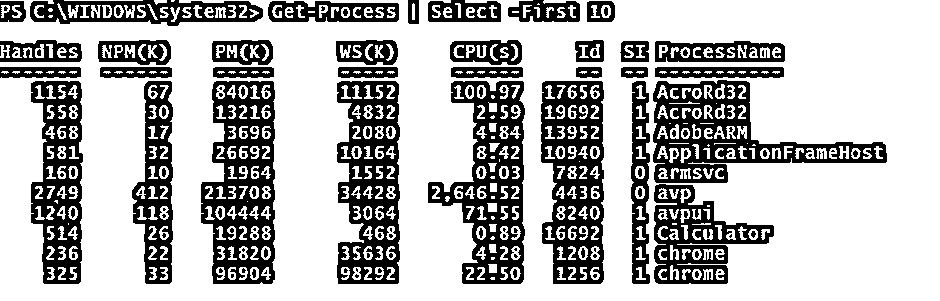 PS C:\WINDOWS\system32> Get-Process | Select -First 10
Handles NPM(K) PM(K) WS(K) CPU(s) Id SI ProcessName
------- ------ ----- ----- ------ -- -- -----------
1154 67 84016 11152 100.97 17656 1 AcroRd32
558 30 13216 4832 2.59 19692 1 AcroRd32
468 17 3696 2080 4.84 13952 1 AdobeARM
581 32 26692 10164 8.42 10940 1 ApplicationFrameHost
160 10 1964 1552 0.03 7824 0 armsvc
2749 412 213708 34428 2,646.52 4436 0 avp
1240 118 104444 3064 71.55 8240 1 avpui
514 26 19288 468 0.89 16692 1 Calculator
236 22 31820 35636 4.28 1208 1 chrome
325 33 96904 98292 22.50 1256 1 chrome